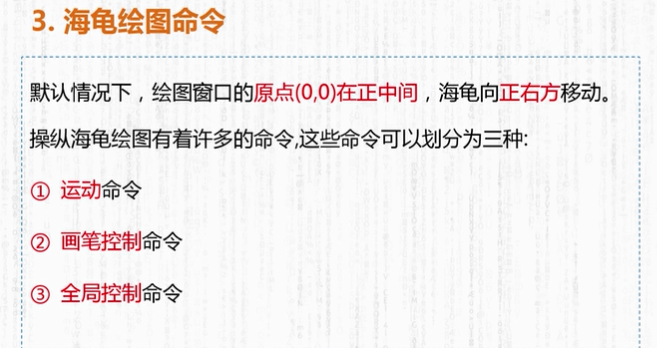 3. 海龟绘图命令
默认情况下，绘图窗口的原点(0,0)在正中间，海龟向正右方移动。
操纵海龟绘图有着许多的命令,这些命令可以划分为三种:
① 运动命令
② 画笔控制命令
③ 全局控制命令